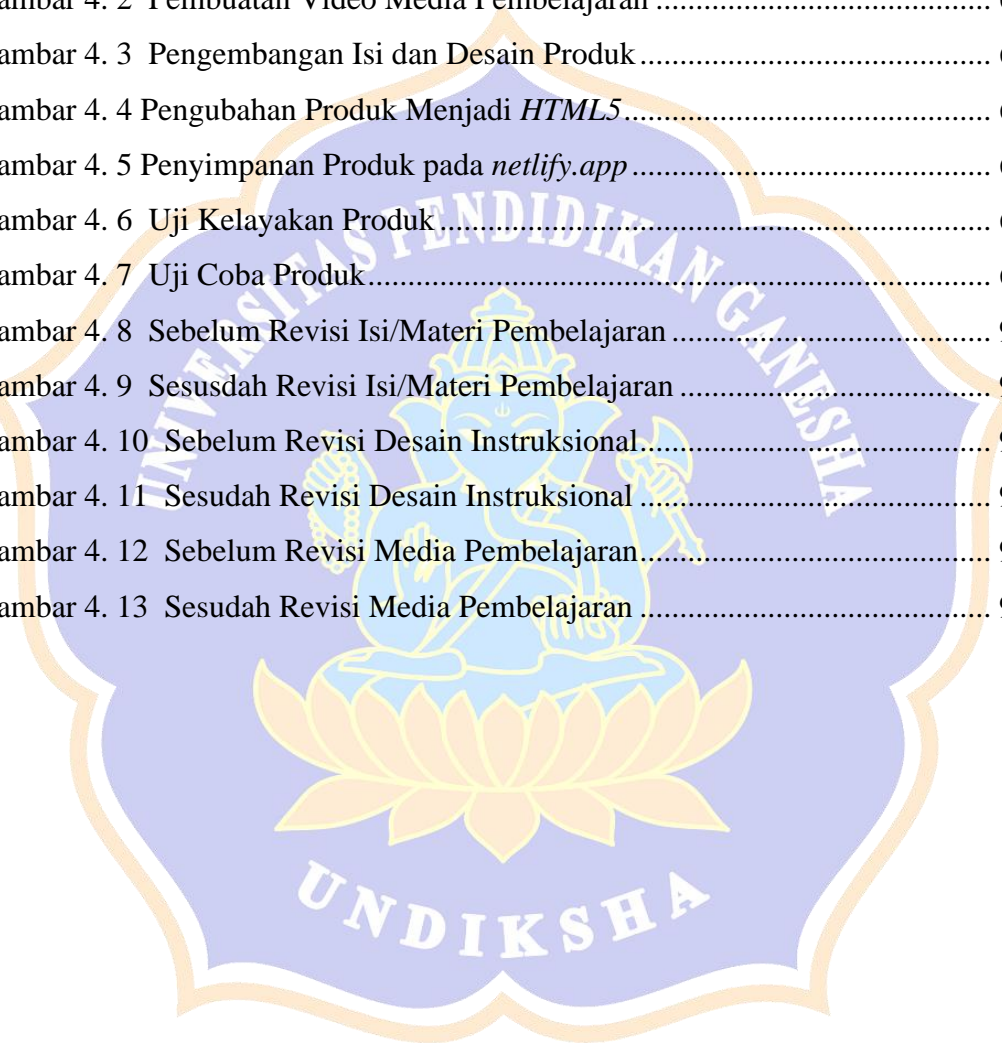 ambar 4. 2 Pembuatan Video Media Pembelajaran ........................................
ambar 4. 3 Pengembangan Isi dan Desain Produk ........................................
ambar 4. 4 Pengubahan Produk Menjadi HTML5 ........................................
ambar 4. 5 Penyimpanan Produk pada netlify.app ........................................
ambar 4. 6 Uji Kelayakan Produk ........................................
ambar 4. 7 Uji Coba Produk ........................................
ambar 4. 8 Sebelum Revisi Isi/Materi Pembelajaran ........................................
ambar 4. 9 Sesusdah Revisi Isi/Materi Pembelajaran ........................................
ambar 4. 10 Sebelum Revisi Desain Instruksional ........................................
ambar 4. 11 Sesudah Revisi Desain Instruksional ........................................
ambar 4. 12 Sebelum Revisi Media Pembelajaran ........................................
ambar 4. 13 Sesudah Revisi Media Pembelajaran ........................................
UNIVERSITAS PENDIDIKAN GANESHA
UNDIKSHA